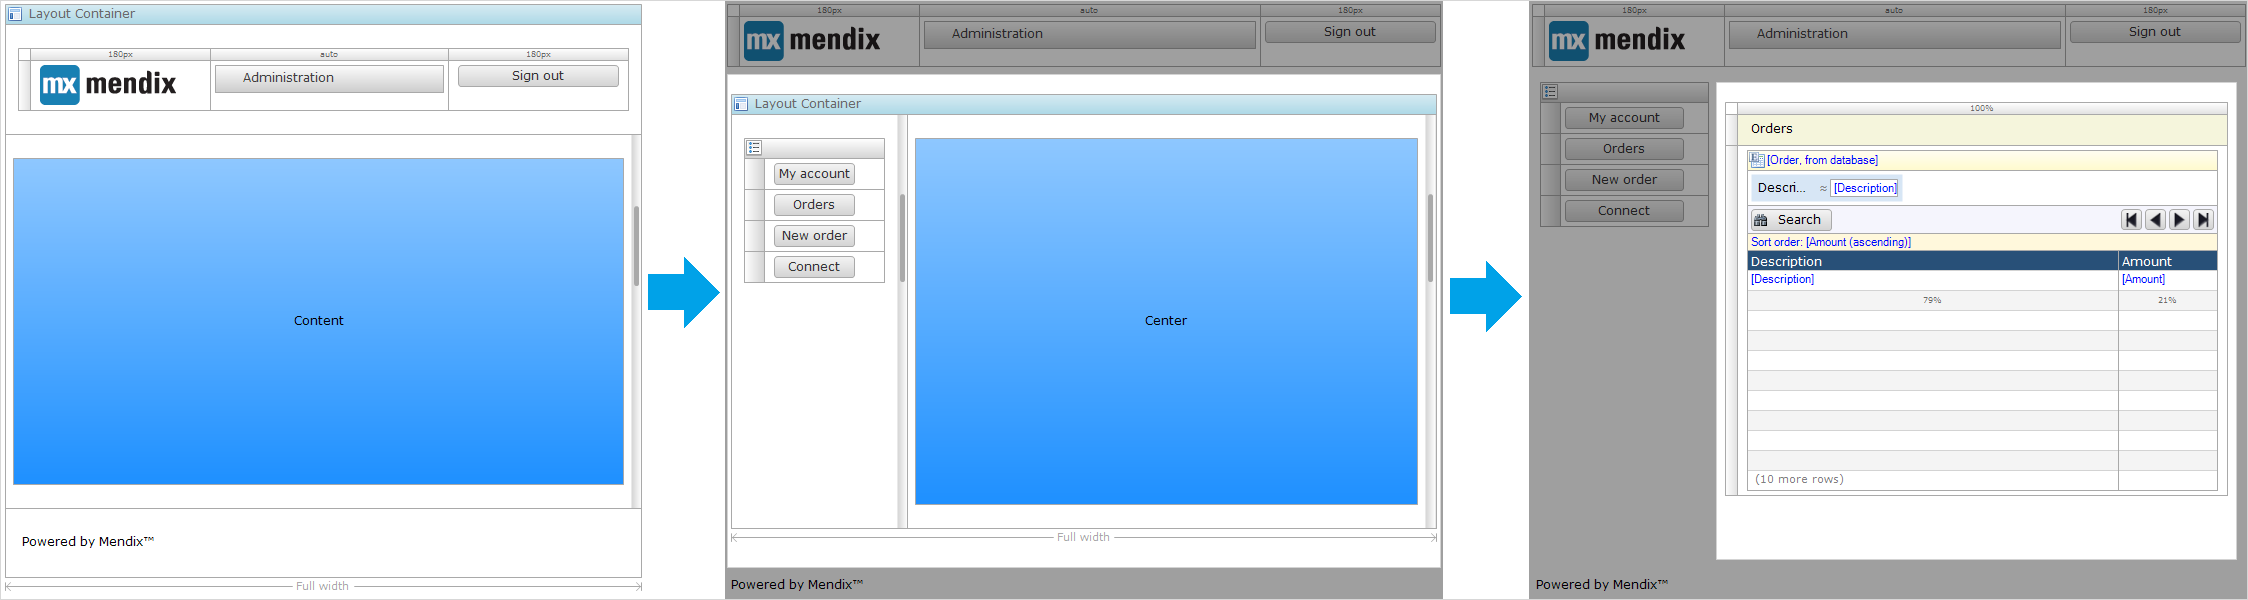 Layout Container
180px auto 180px
mx mendix Administration Sign out
Content
Powered by Mendix™
Full width
180px auto 180px
mx mendix Administration Sign out
Layout Container
My account
Orders
New order
Connect
Center
Full width
Powered by Mendix™
180px auto 180px
mx mendix Administration Sign out
My account
Orders
New order
Connect
100%
Orders
[Order, from database]
Descri... ≈ [Description]
Search
Sort order: [Amount (ascending)]
Description Amount
[Description] [Amount]
79% 21%
(10 more rows)
Powered by Mendix™